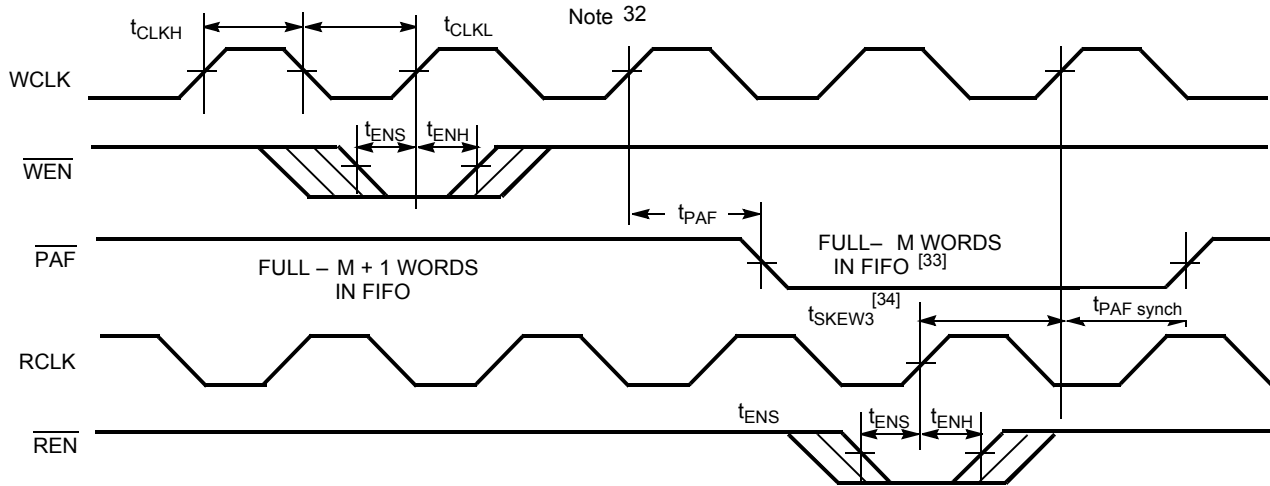 Note 32
tCLKH
tCLKL
WCLK
tENS
tENH
WEN
tPAF
PAF
FULL – M + 1 WORDS
IN FIFO
FULL– M WORDS
IN FIFO [33]
tSKEW3 [34]
tPAF synch
RCLK
tENS
tENS
tENH
REN